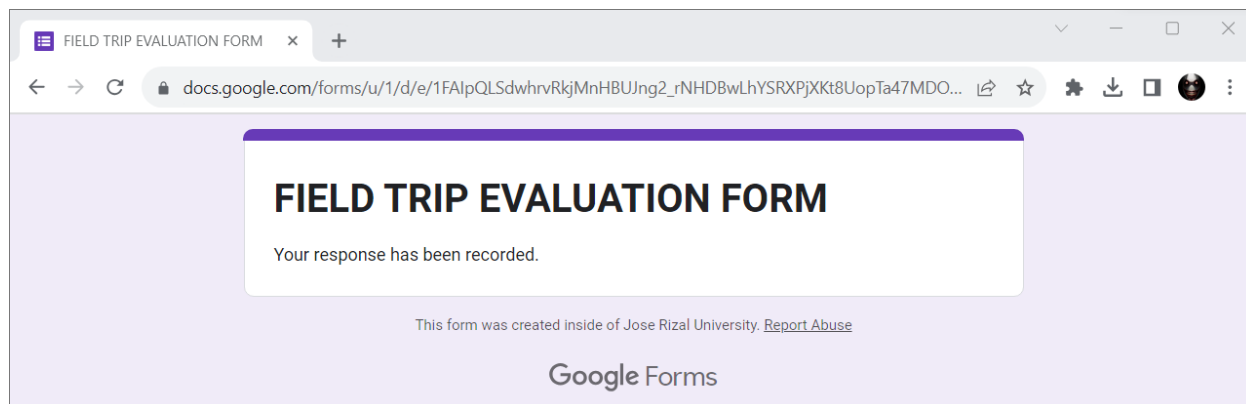 FIELD TRIP EVALUATION FORM
docs.google.com/forms/u/1/d/e/1FAIpQLSdwhrvRkjMnHBUJng2_rNHDBwLhYSRXPjXKt8UopTa47MDO...
FIELD TRIP EVALUATION FORM
Your response has been recorded.
This form was created inside of Jose Rizal University. Report Abuse
Google Forms